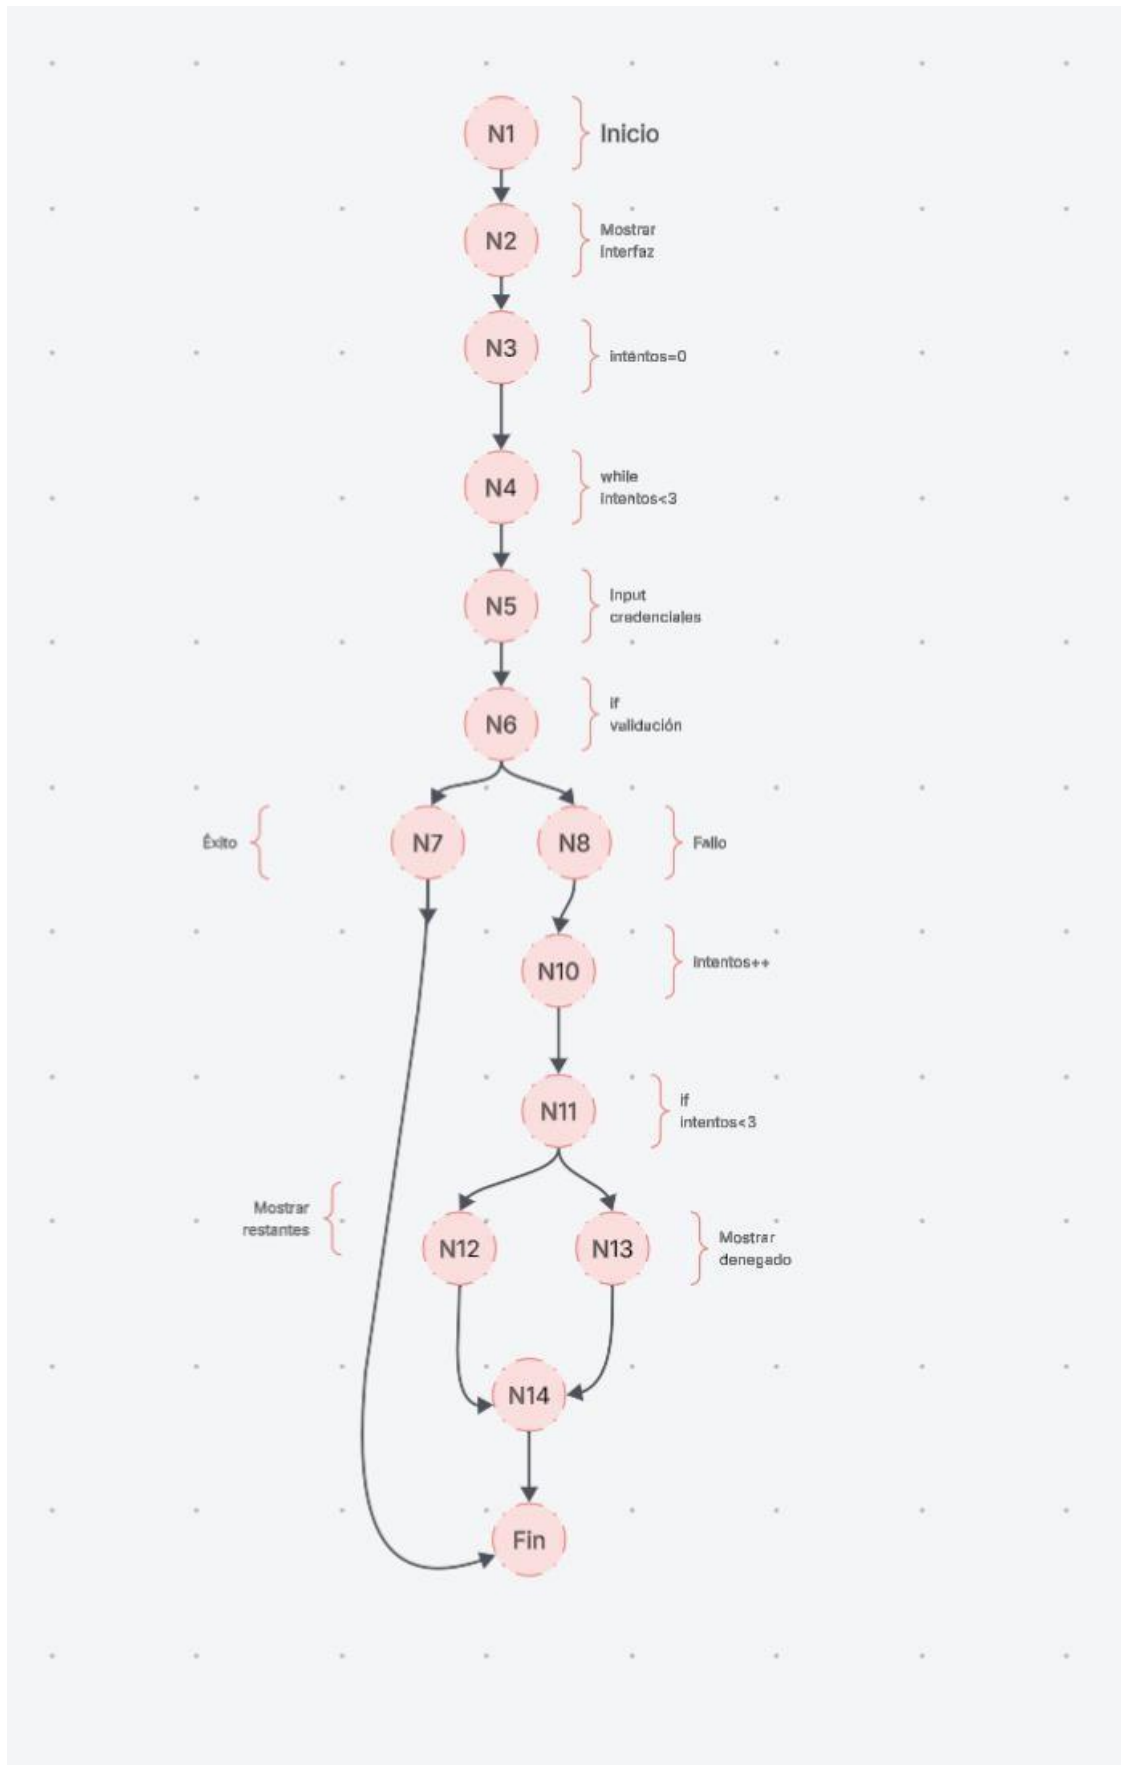 N1
Inicio
N2
Mostrar
interfaz
N3
intentos=0
N4
while
intentos<3
N5
Input
credenciales
N6
if
validación
Éxito
N7
N8
Fallo
N10
intentos++
N11
if
intentos<3
Mostrar
restantes
N12
N13
Mostrar
denegado
N14
Fin